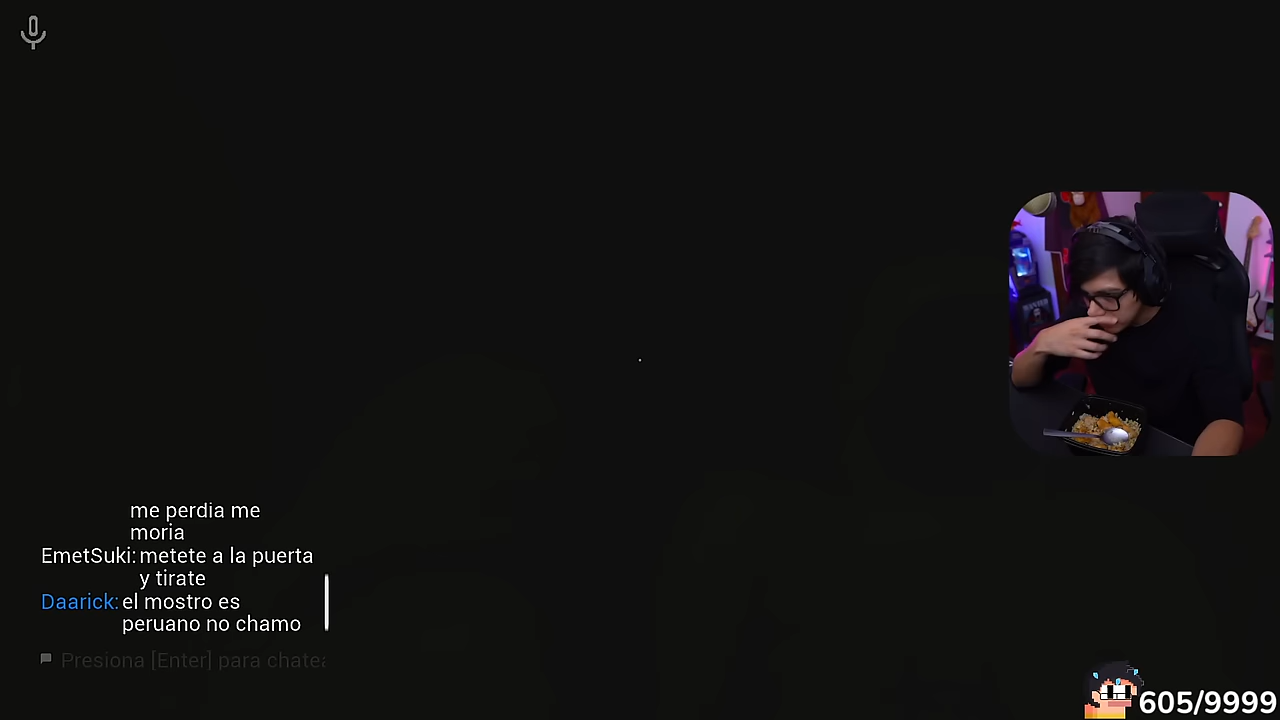 me perdia me
moria
EmetSuki: metete a la puerta
y tirate
Daarick: el mostro es
peruano no chamo
Presiona [Enter] para chatea
605/9999